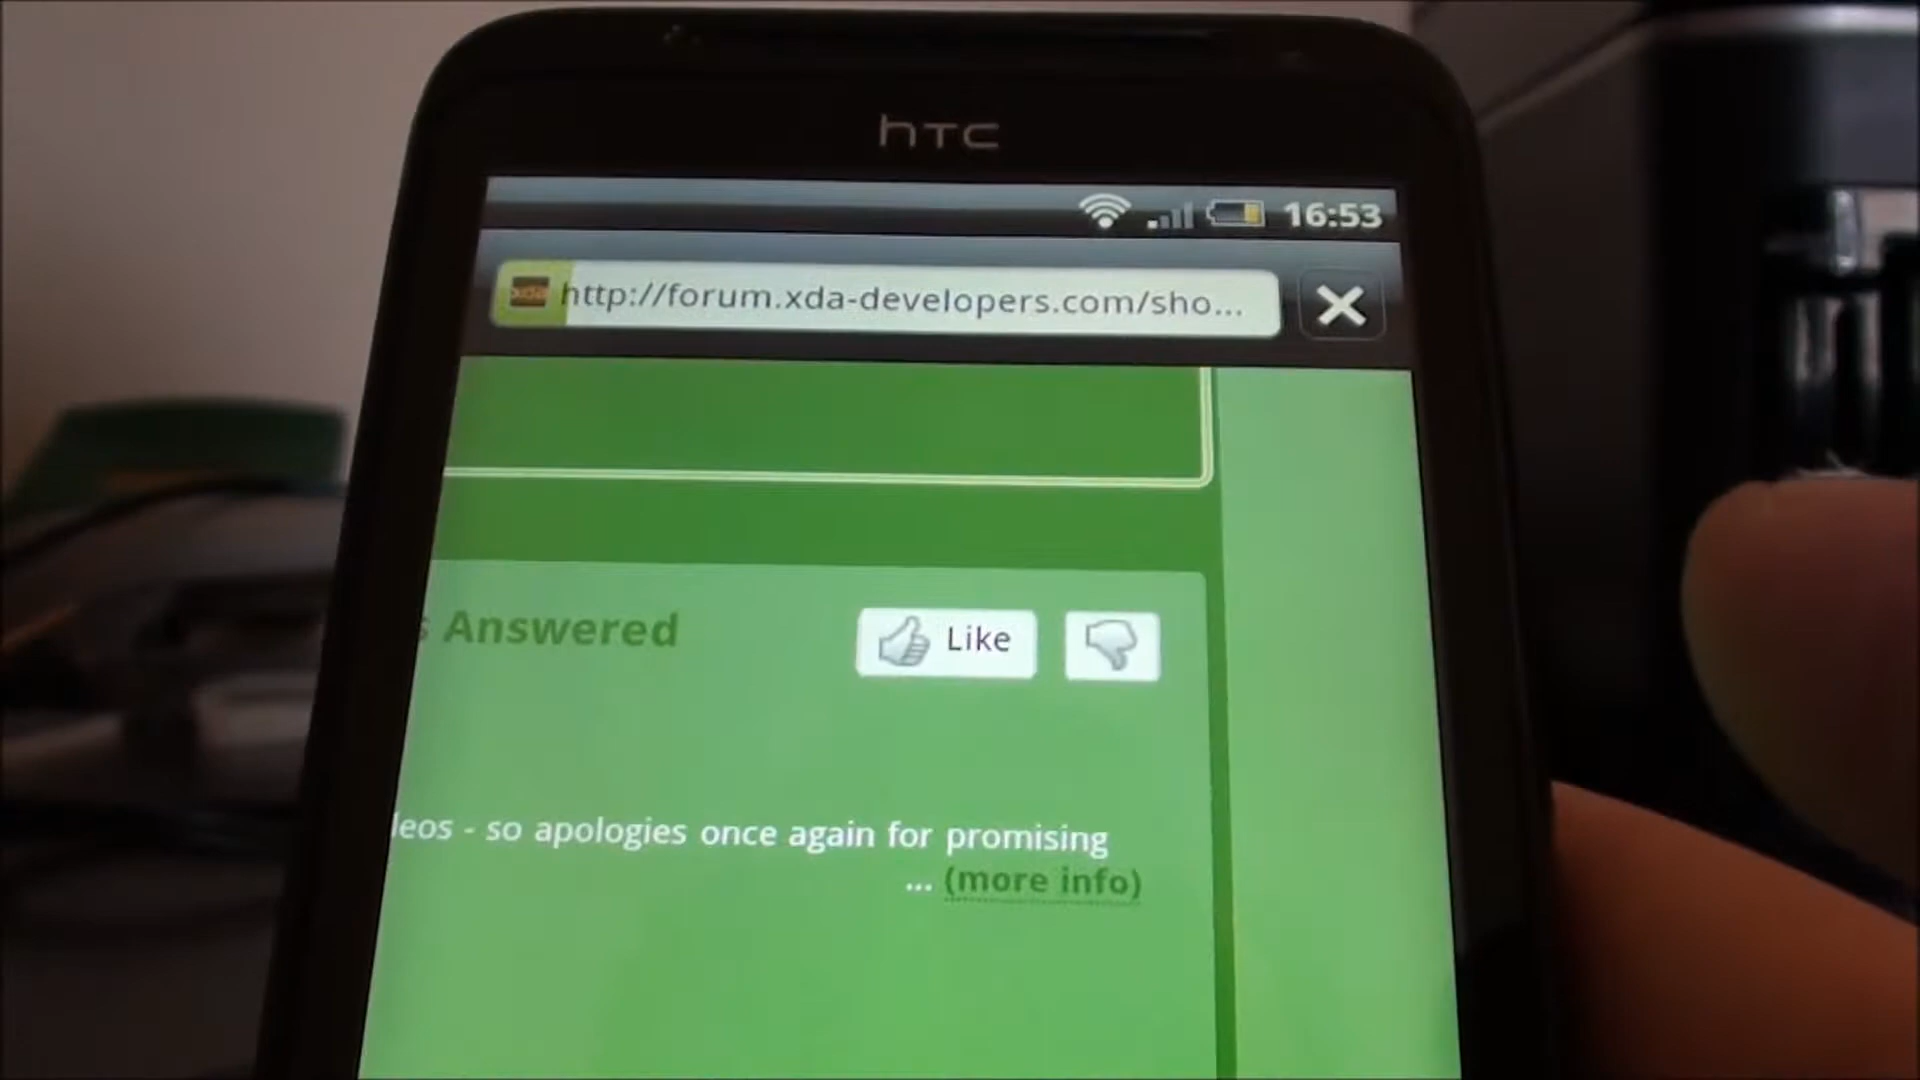 hTC
16:53
http://forum.xda-developers.com/sho...
Answered
Like
leos - so apologies once again for promising
... (more info)